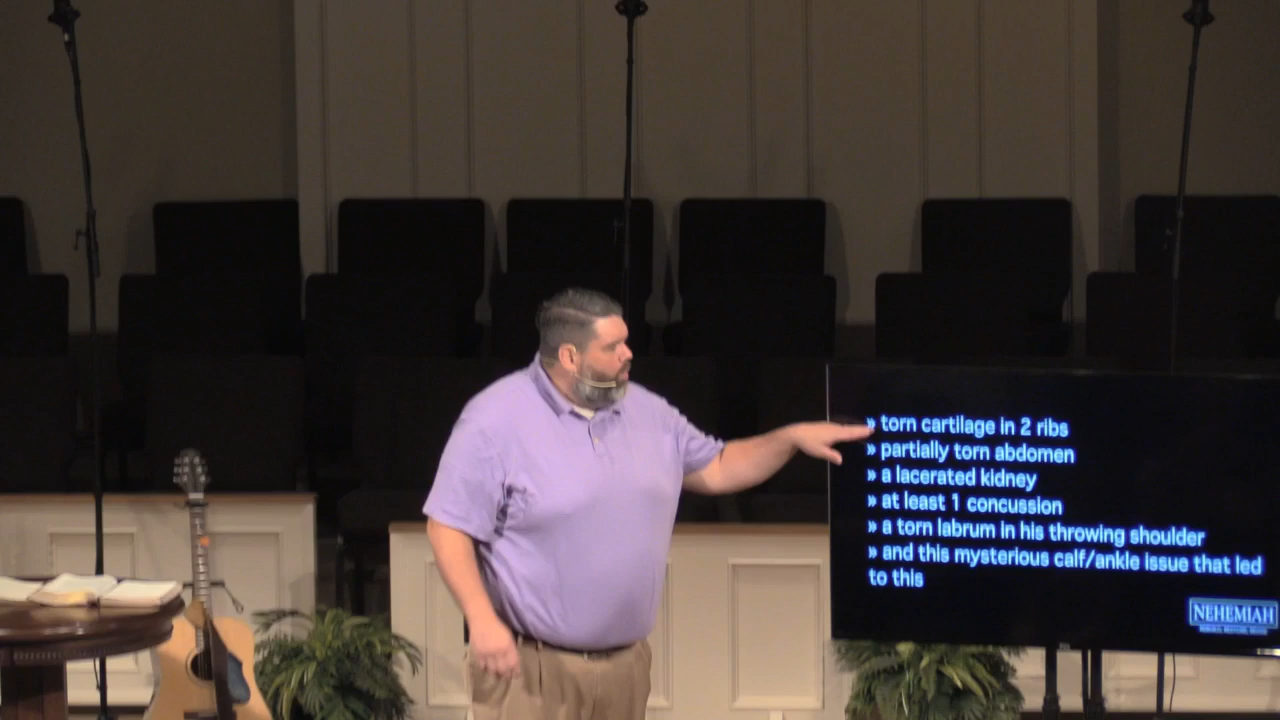 » torn cartilage in 2 ribs
» partially torn abdomen
» a lacerated kidney
» at least 1 concussion
» a torn labrum in his throwing shoulder
» and this mysterious calf/ankle issue that led
to this
NEHEMIAH